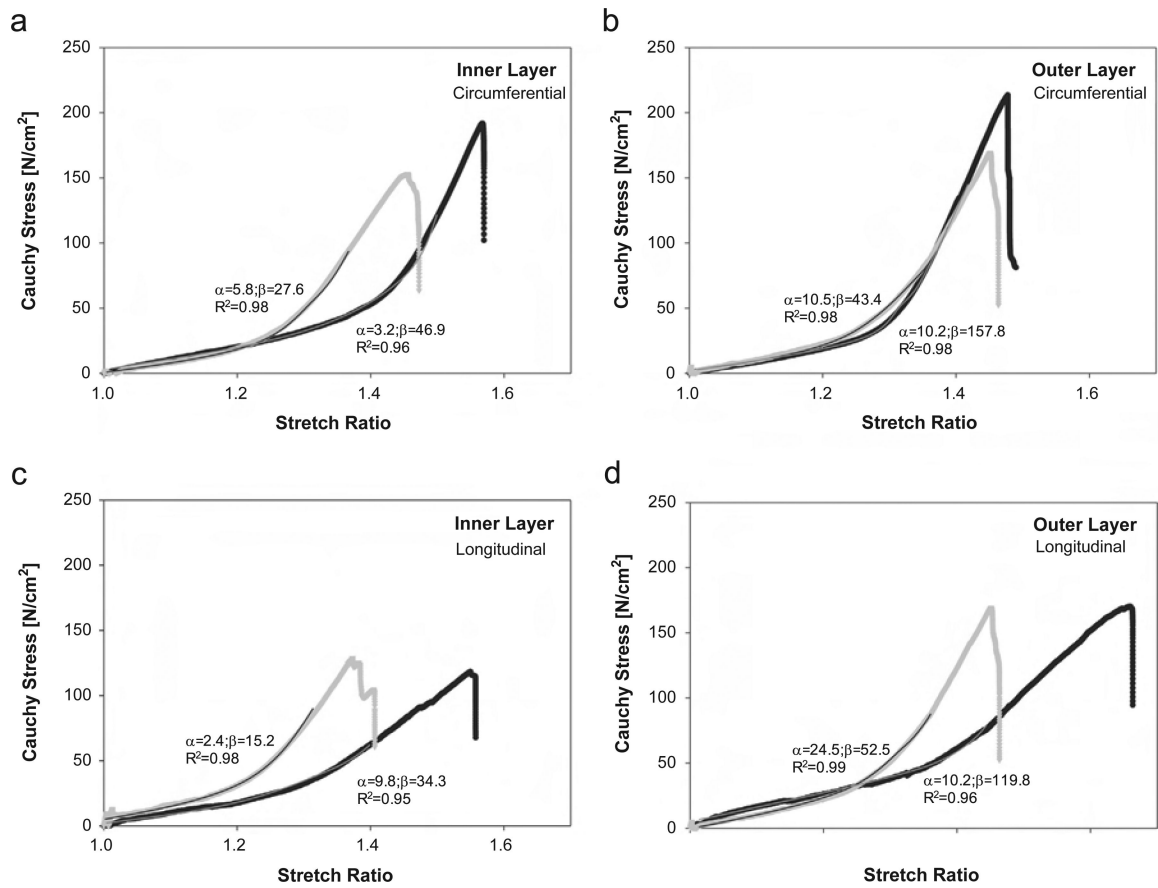 a
250
200
150
100
50
0
Cauchy Stress [N/cm²]
Inner Layer
Circumferential
α=5.8;β=27.6
R²=0.98
α=3.2;β=46.9
R²=0.96
1.0 1.2 1.4 1.6
Stretch Ratio
b
250
200
150
100
50
0
Cauchy Stress [N/cm²]
Outer Layer
Circumferential
α=10.5;β=43.4
R²=0.98
α=10.2;β=157.8
R²=0.98
1.0 1.2 1.4 1.6
Stretch Ratio
c
250
200
150
100
50
0
Cauchy Stress [N/cm²]
Inner Layer
Longitudinal
α=2.4;β=15.2
R²=0.98
α=9.8;β=34.3
R²=0.95
1.0 1.2 1.4 1.6
Stretch Ratio
d
250
200
150
100
50
0
Cauchy Stress [N/cm²]
Outer Layer
Longitudinal
α=24.5;β=52.5
R²=0.99
α=10.2;β=119.8
R²=0.96
Stretch Ratio